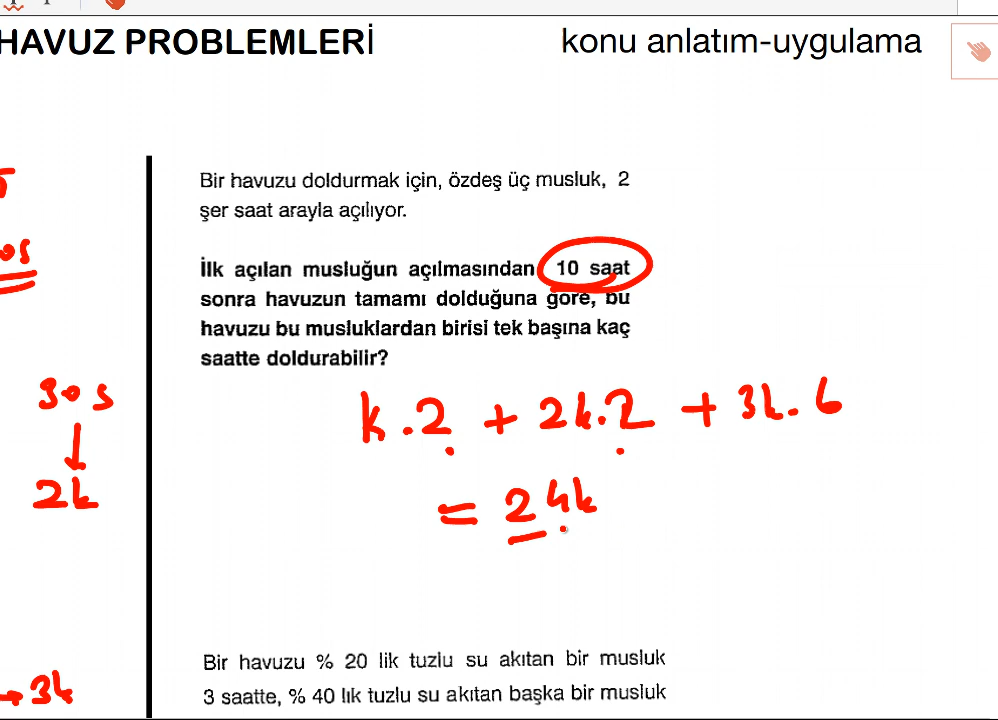 HAVUZ PROBLEMLERİ
konu anlatım-uygulama
30 s
2k
→ 3k
Bir havuzu doldurmak için, özdeş üç musluk, 2
şer saat arayla açılıyor.
İlk açılan musluğun açılmasından 10 saat
sonra havuzun tamamı dolduğuna göre, bu
havuzu bu musluklardan birisi tek başına kaç
saatte doldurabilir?
k.2 + 2k.2 + 3k.6
= 24k
Bir havuzu % 20 lik tuzlu su akıtan bir musluk
3 saatte, % 40 lık tuzlu su akıtan başka bir musluk